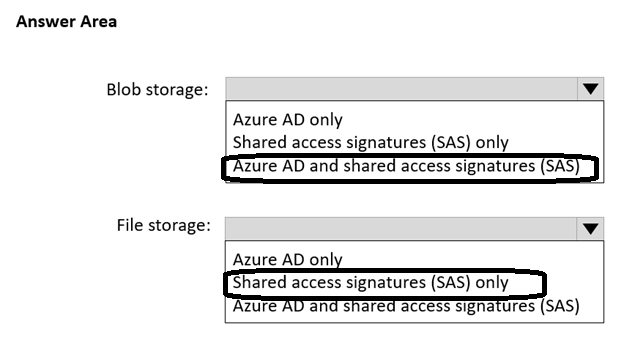 Answer Area
Blob storage:
Azure AD only
Shared access signatures (SAS) only
Azure AD and shared access signatures (SAS)
File storage:
Azure AD only
Shared access signatures (SAS) only
Azure AD and shared access signatures (SAS)